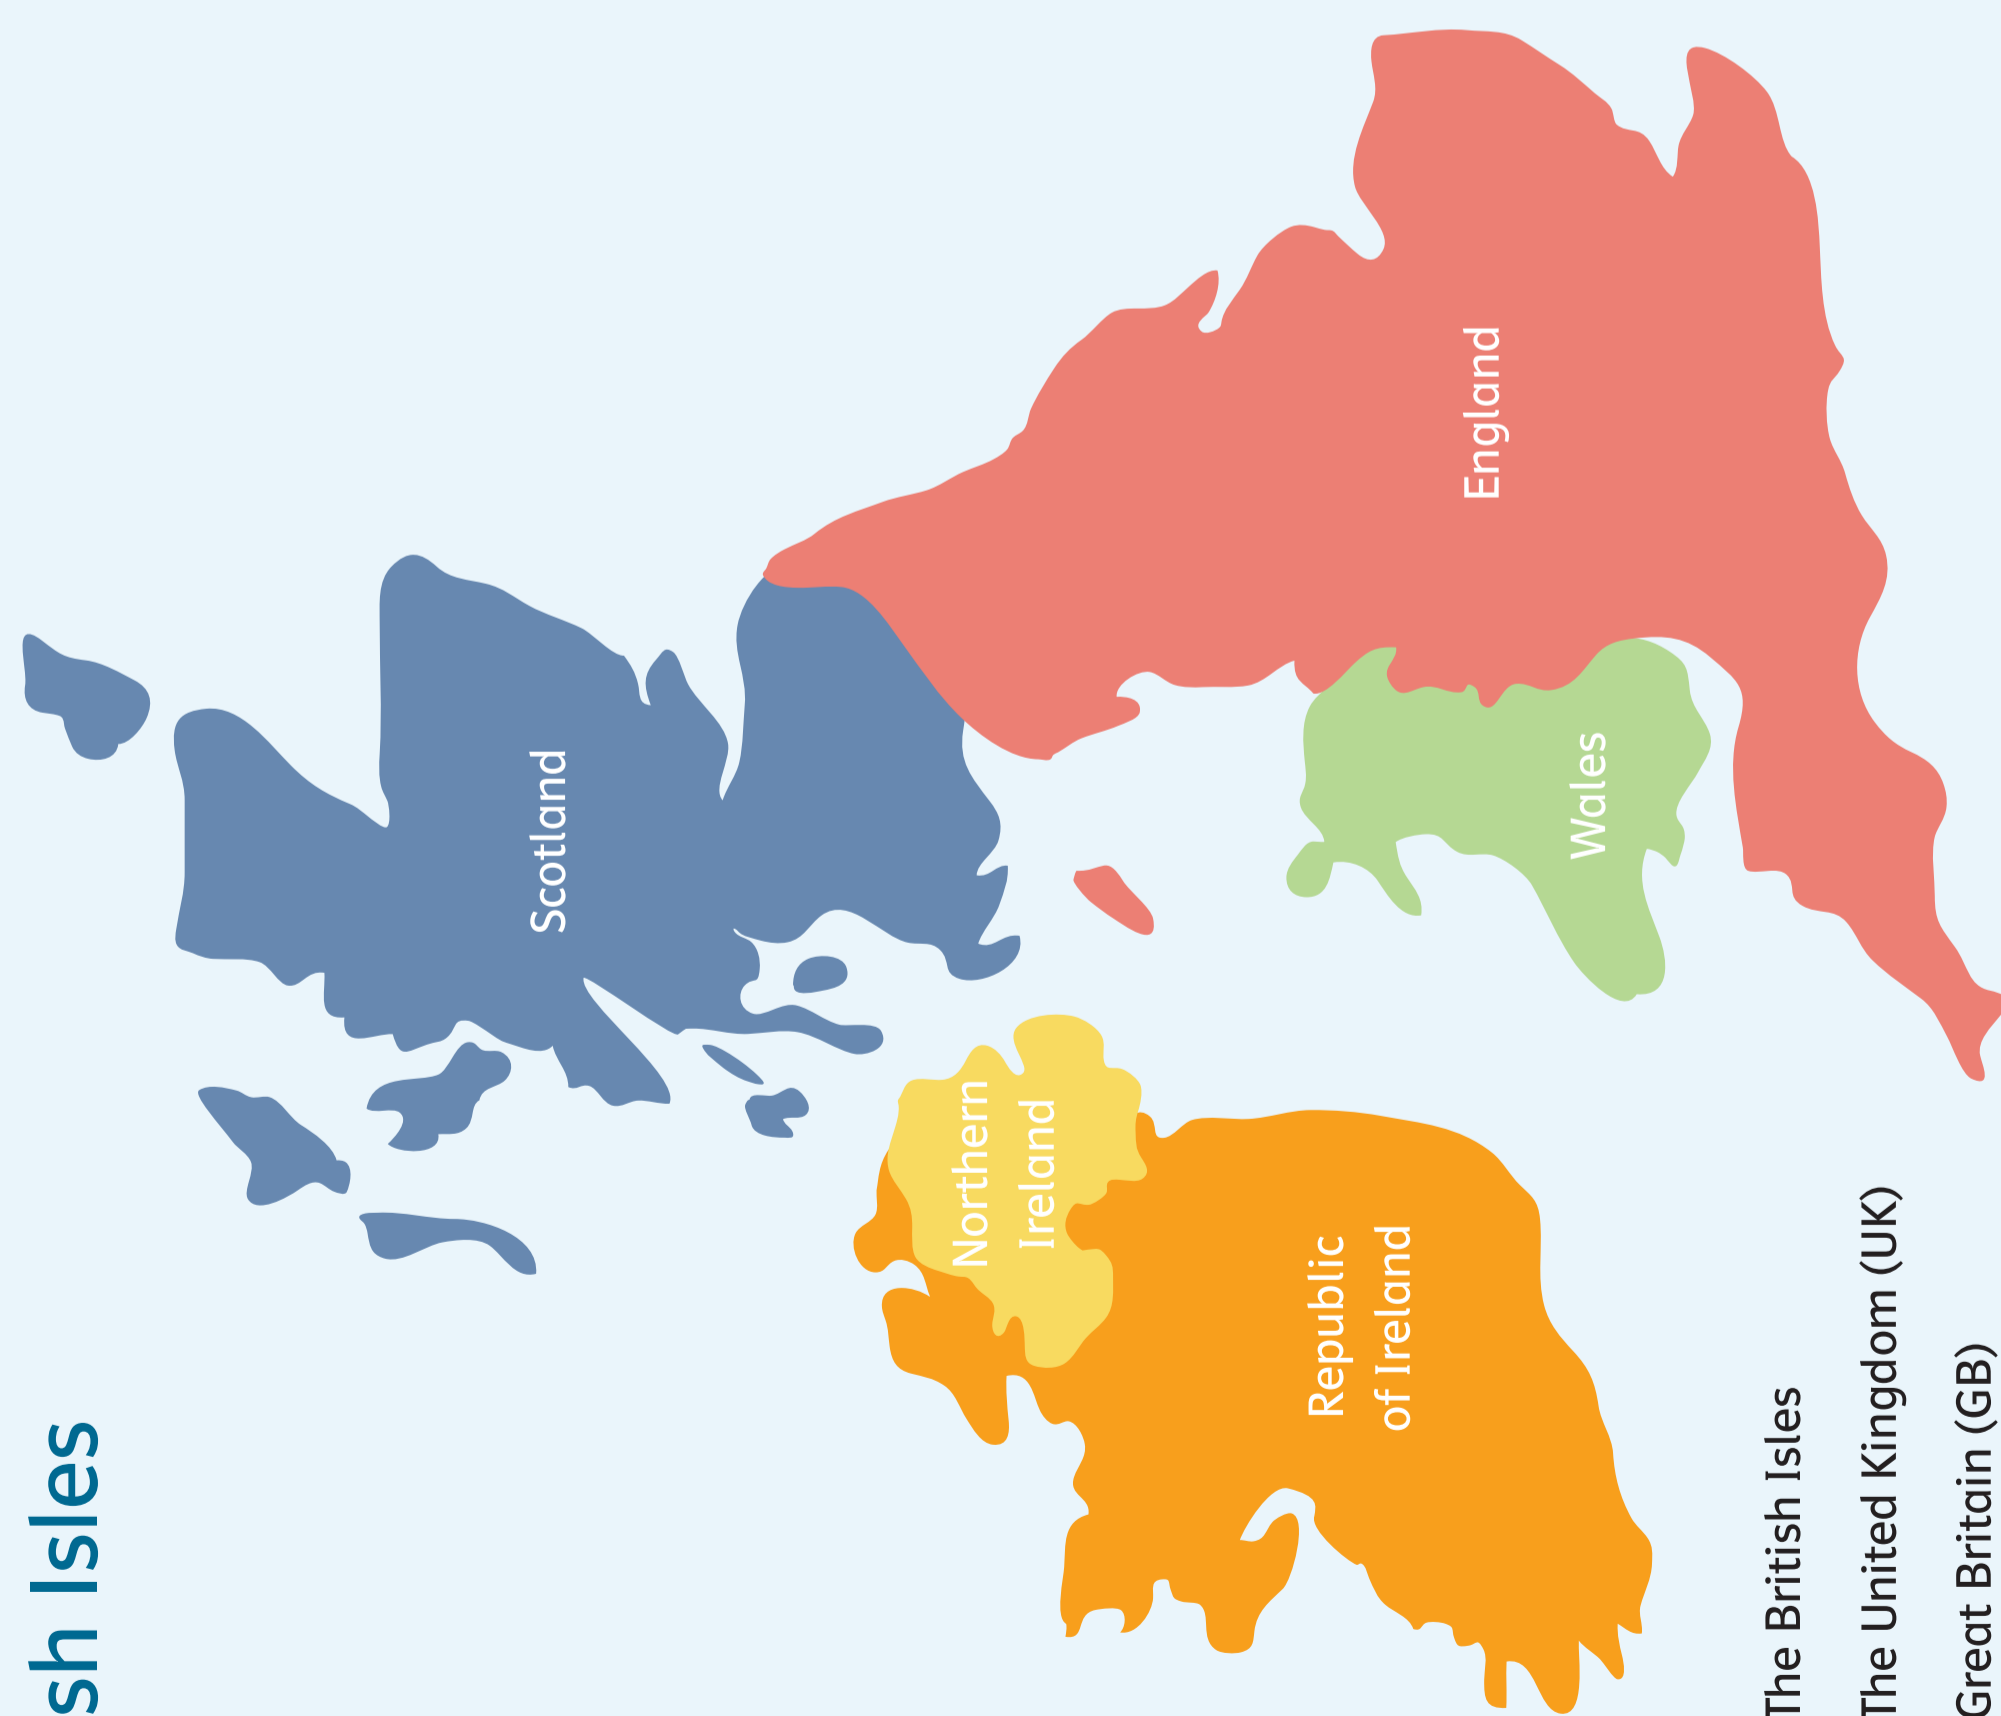 sh Isles
Scotland
Northern
Ireland
Republic
of Ireland
England
Wales
The British Isles
The United Kingdom (UK)
Great Britain (GB)